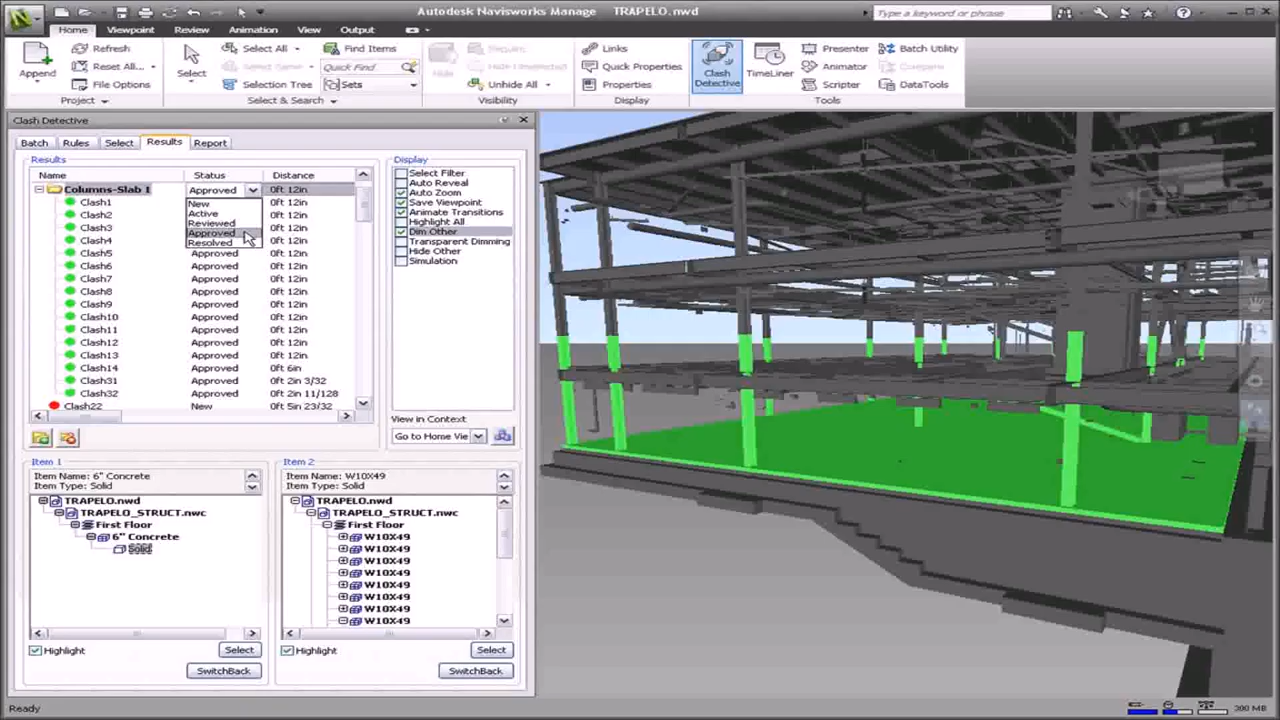 Autodesk Navisworks Manage TRAPELO.nwd
Type a keyword or phrase
Home Viewpoint Review Animation View Output
Append
Refresh
Reset All...
File Options
Project
Select
Select All
Select Same
Selection Tree
Find Items
Quick Find
Sets
Select & Search
Hide
Require
Hide Unselected
Unhide All
Visibility
Links
Quick Properties
Properties
Display
Clash Detective
TimeLiner
Presenter
Animator
Scripter
Batch Utility
Compare
DataTools
Tools
Clash Detective
Batch Rules Select Results Report
Results
Name Status Distance
Columns-Slab 1 Approved 0ft 12in
Clash1 New 0ft 12in
Clash2 Active 0ft 12in
Clash3 Reviewed 0ft 12in
Approved
Clash4 Resolved 0ft 12in
Clash5 Approved 0ft 12in
Clash6 Approved 0ft 12in
Clash7 Approved 0ft 12in
Clash8 Approved 0ft 12in
Clash9 Approved 0ft 12in
Clash10 Approved 0ft 12in
Clash11 Approved 0ft 12in
Clash12 Approved 0ft 12in
Clash13 Approved 0ft 12in
Clash14 Approved 0ft 6in
Clash31 Approved 0ft 2in 3/32
Clash32 Approved 0ft 2in 11/128
Clash22 New 0ft 5in 23/32
Display
Select Filter
Auto Reveal
Auto Zoom
Save Viewpoint
Animate Transitions
Highlight All
Dim Other
Transparent Dimming
Hide Other
Simulation
View in Context
Go to Home Vie
Item 1
Item Name: 6" Concrete
Item Type: Solid
TRAPELO.nwd
TRAPELO_STRUCT.nwc
First Floor
6" Concrete
Solid
Highlight
Select
SwitchBack
Item 2
Item Name: W10X49
Item Type: Solid
TRAPELO.nwd
TRAPELO_STRUCT.nwc
First Floor
W10X49
W10X49
W10X49
W10X49
W10X49
W10X49
W10X49
W10X49
Highlight
Select
SwitchBack
Ready
300 MB